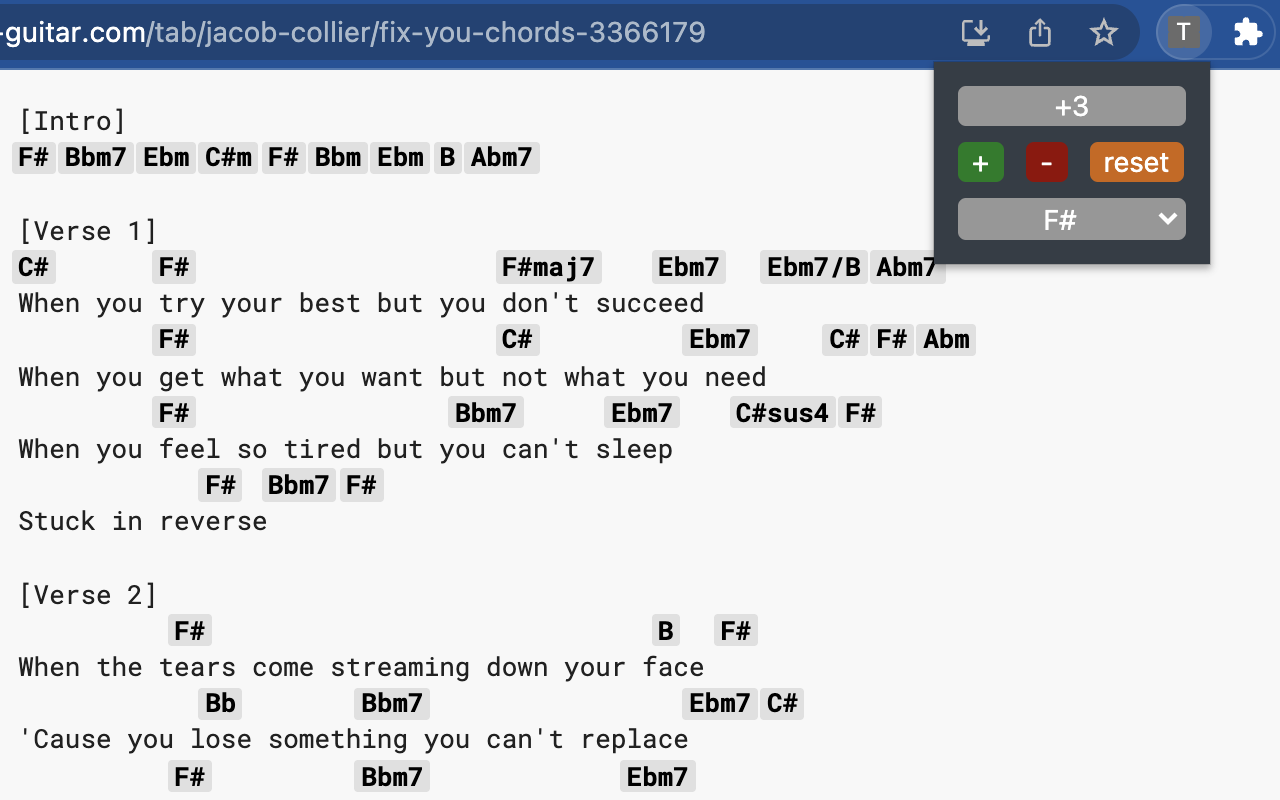 -guitar.com/tab/jacob-collier/fix-you-chords-3366179 T
+3
+ - reset
F#
[Intro]
F# Bbm7 Ebm C#m F# Bbm Ebm B Abm7
[Verse 1]
C# F# F#maj7 Ebm7 Ebm7/B Abm7
When you try your best but you don't succeed
F# C# Ebm7 C# F# Abm
When you get what you want but not what you need
F# Bbm7 Ebm7 C#sus4 F#
When you feel so tired but you can't sleep
F# Bbm7 F#
Stuck in reverse
[Verse 2]
F# B F#
When the tears come streaming down your face
Bb Bbm7 Ebm7 C#
'Cause you lose something you can't replace
F# Bbm7 Ebm7